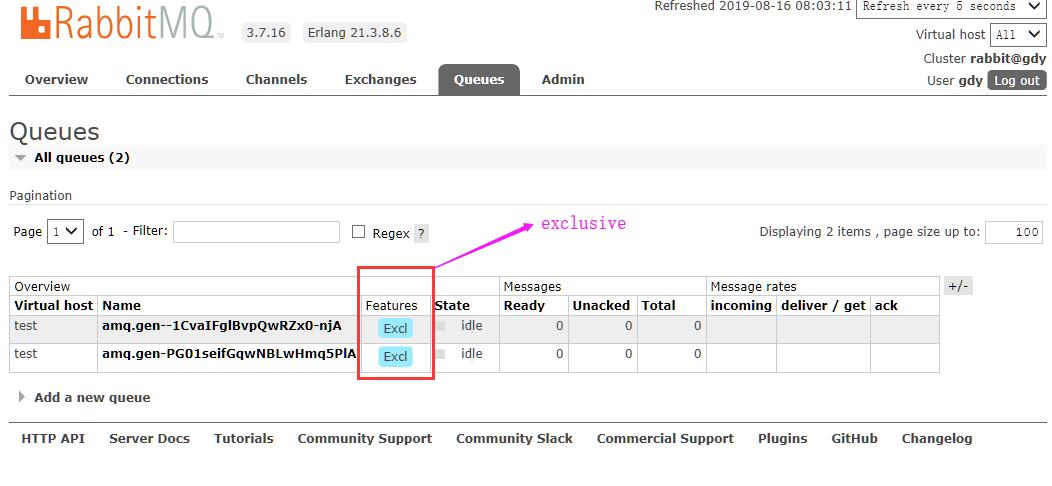 Refreshed 2019-08-16 08:03:11 Refresh every 5 seconds
RabbitMQ TM 3.7.16 Erlang 21.3.8.6
Virtual host All
Cluster rabbit@gdy
User gdy Log out
Overview Connections Channels Exchanges Queues Admin
Queues
All queues (2)
Pagination
exclusive
Page 1 of 1 - Filter: Regex ? Displaying 2 items , page size up to: 100
Overview Messages Message rates +/-
Virtual host Name Features State Ready Unacked Total incoming deliver / get ack
test amq.gen--1CvaIFglBvpQwRZx0-njA Excl idle 0 0 0
test amq.gen-PG01seifGqwNBLwHmq5PlA Excl idle 0 0 0
Add a new queue
HTTP API Server Docs Tutorials Community Support Community Slack Commercial Support Plugins GitHub Changelog